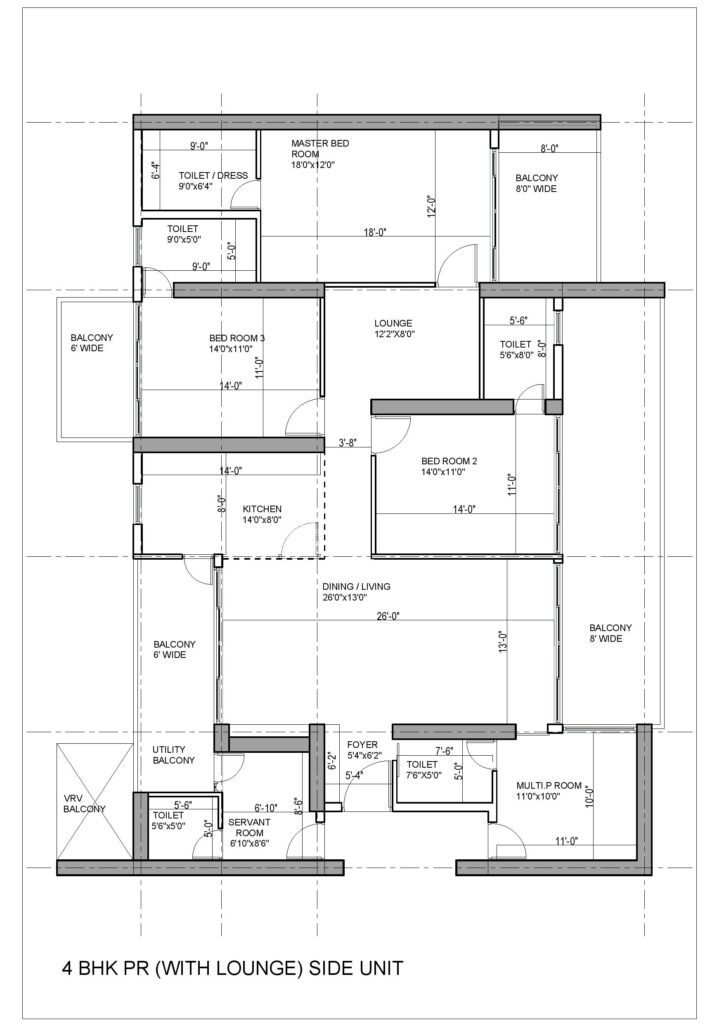 9'-0"
6'-4"
TOILET / DRESS
9'0"x6'4"
MASTER BED
ROOM
18'0"x12'0"
12'-0"
18'-0"
8'-0"
BALCONY
8'0" WIDE
TOILET
9'0"x5'0"
5'-0"
9'-0"
BALCONY
6' WIDE
BED ROOM 3
14'0"x11'0"
11'-0"
14'-0"
LOUNGE
12'2"X8'0"
5'-6"
TOILET
5'6"x8'0"
8'-0"
3'-8"
BED ROOM 2
14'0"x11'0"
11'-0"
14'-0"
14'-0"
8'-0"
KITCHEN
14'0"x8'0"
DINING / LIVING
26'0"x13'0"
26'-0"
13'-0"
BALCONY
8' WIDE
BALCONY
6' WIDE
UTILITY
BALCONY
VRV
BALCONY
5'-6"
TOILET
5'6"x5'0"
5'-0"
6'-10"
8'-6"
SERVANT
ROOM
6'10"x8'6"
6'-2"
FOYER
5'4"x6'2"
5'-4"
7'-6"
TOILET
7'6"X5'0"
5'-0"
MULTI.P ROOM
11'0"x10'0"
10'-0"
11'-0"
4 BHK PR (WITH LOUNGE) SIDE UNIT